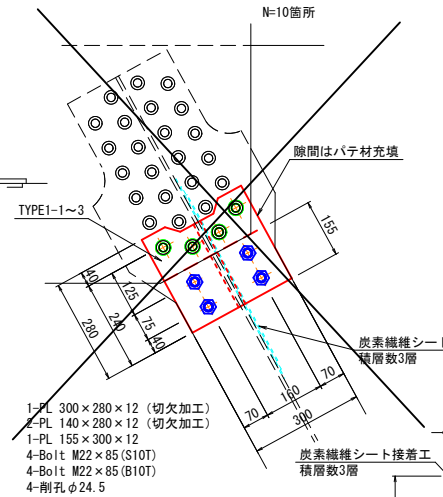 N=10箇所
隙間はパテ材充填
TYPE1-1～3
155
40
125
280
240
75
40
炭素繊維シート
積層数3層
70
160
70
300
1-PL 300×280×12 (切欠加工)
2-PL 140×280×12 (切欠加工)
1-PL 155×300×12
4-Bolt M22×85(S10T)
4-Bolt M22×85(B10T)
4-削孔φ24.5
炭素繊維シート接着工
積層数3層